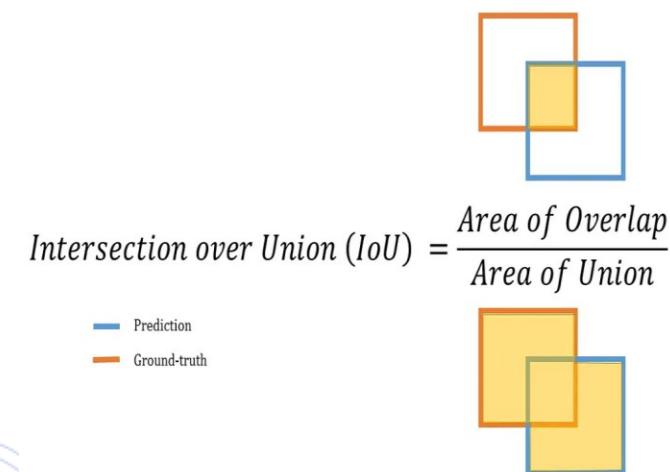 Intersection over Union (IoU) = Area of Overlap
Area of Union
Prediction
Ground-truth